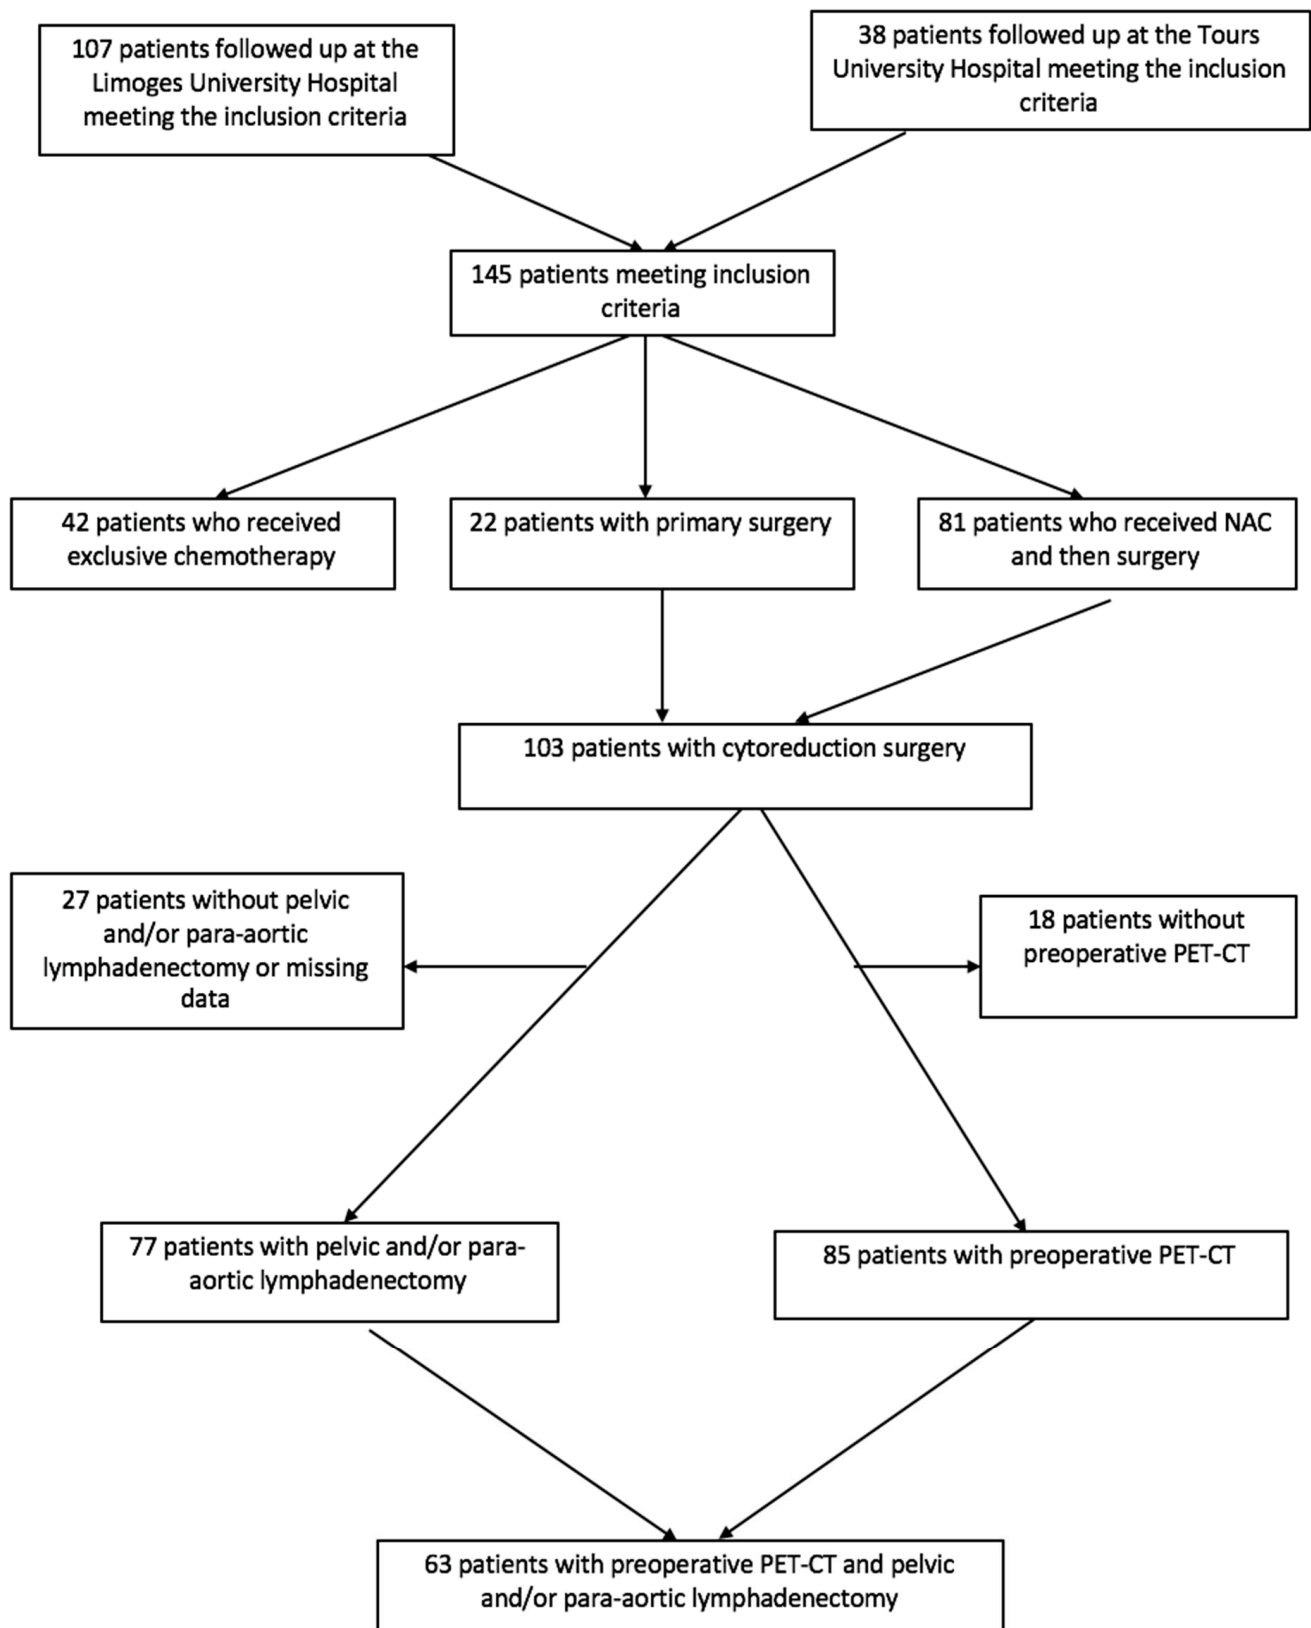 107 patients followed up at the
Limoges University Hospital
meeting the inclusion criteria
38 patients followed up at the Tours
University Hospital meeting the inclusion
criteria
145 patients meeting inclusion
criteria
42 patients who received
exclusive chemotherapy
22 patients with primary surgery
81 patients who received NAC
and then surgery
103 patients with cytoreduction surgery
27 patients without pelvic
and/or para-aortic
lymphadenectomy or missing
data
18 patients without
preoperative PET-CT
77 patients with pelvic and/or para-
aortic lymphadenectomy
85 patients with preoperative PET-CT
63 patients with preoperative PET-CT and pelvic
and/or para-aortic lymphadenectomy